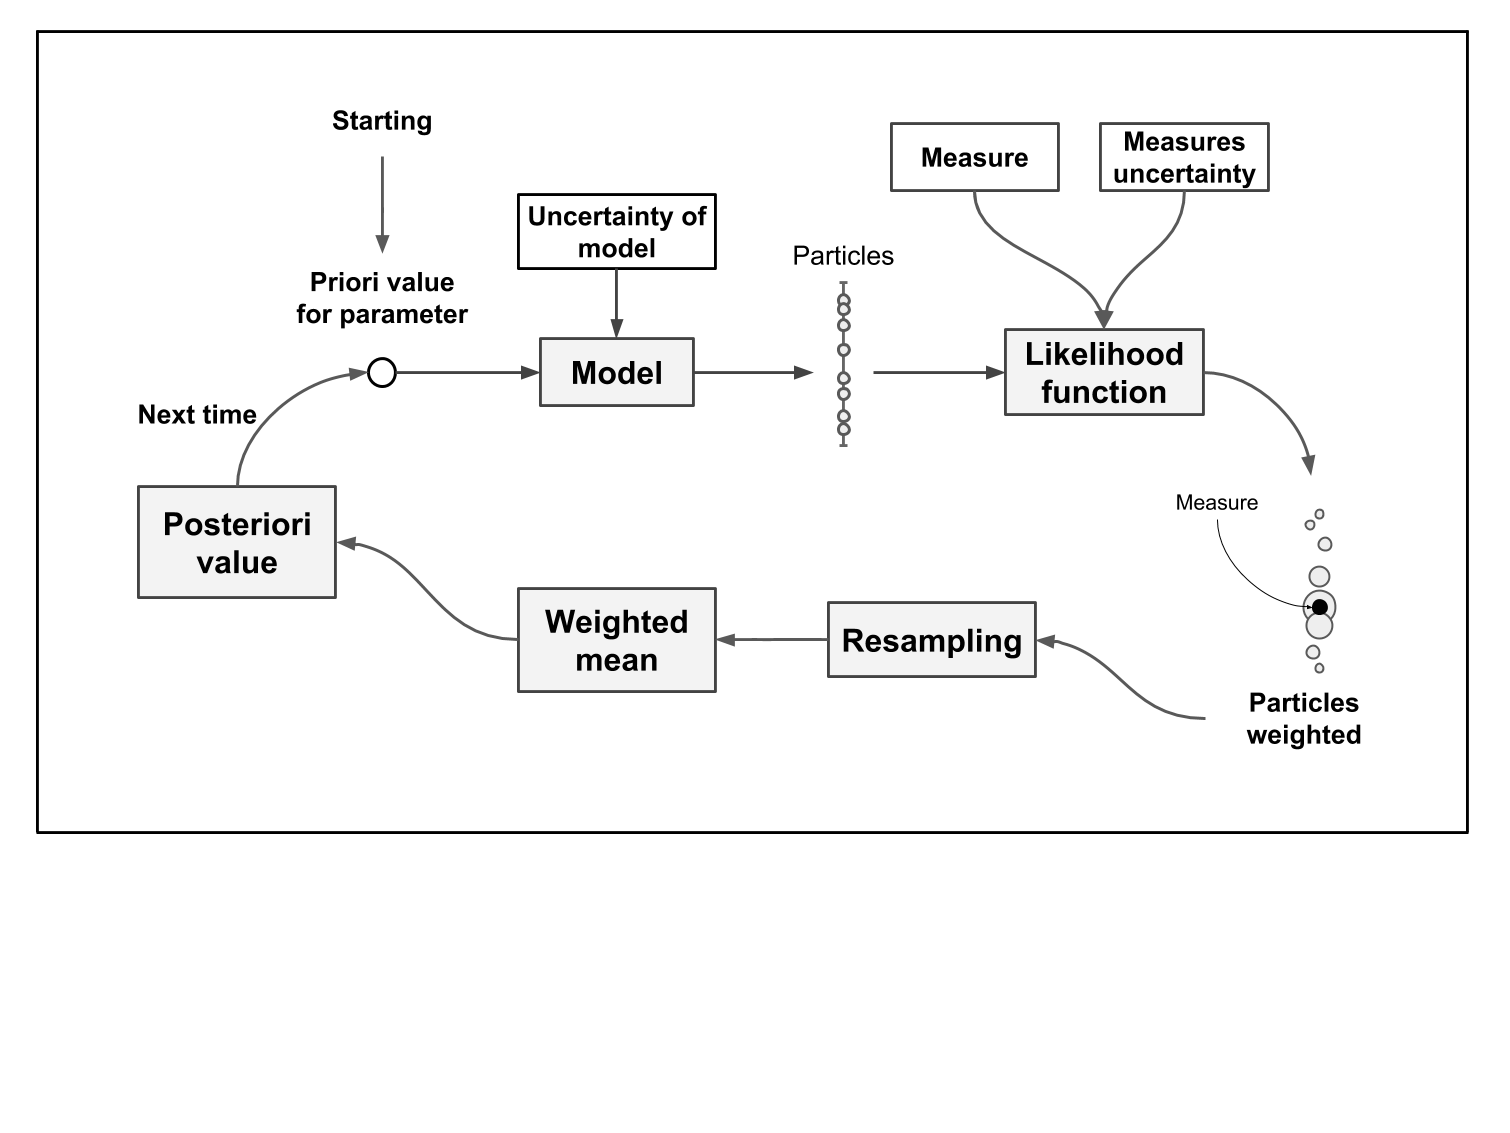 Starting
Priori value
for parameter
Uncertainty of
model
Model
Particles
Measure
Measures
uncertainty
Likelihood
function
Next time
Posteriori
value
Weighted
mean
Resampling
Measure
Particles
weighted